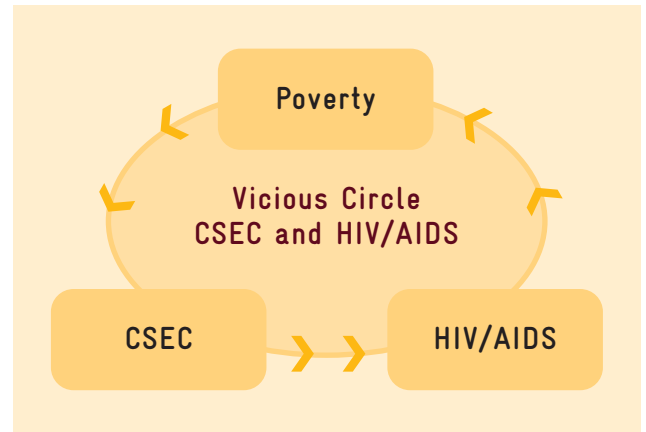 Poverty
Vicious Circle
CSEC and HIV/AIDS
CSEC
HIV/AIDS